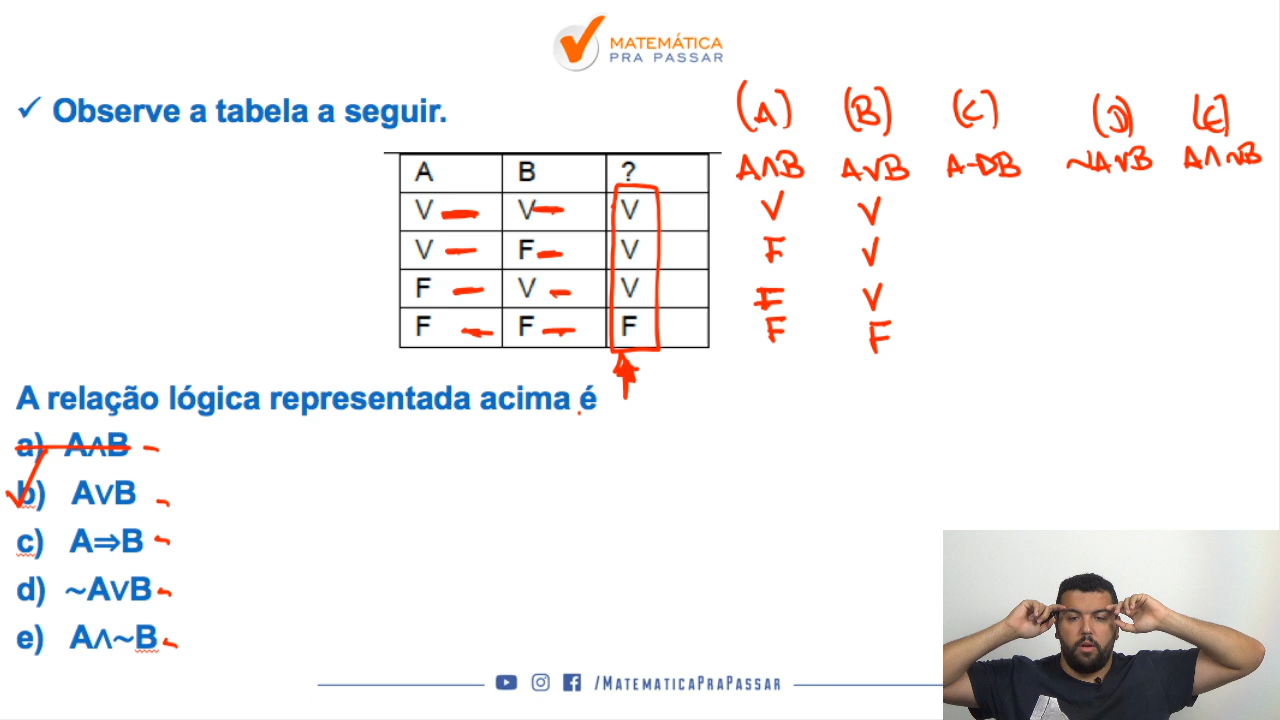 MATEMÁTICA
PRA PASSAR
✓ Observe a tabela a seguir.
(A) (B) (C) (D) (E)
A B ?
A∧B A∨B A→B ~A∨B A∧~B
V V V V V
V F V F V
F V V F V
F F F F F
A relação lógica representada acima é
a) A∧B
b) A∨B
c) A⇒B
d) ~A∨B
e) A∧~B
/MATEMATICAPRAPASSAR